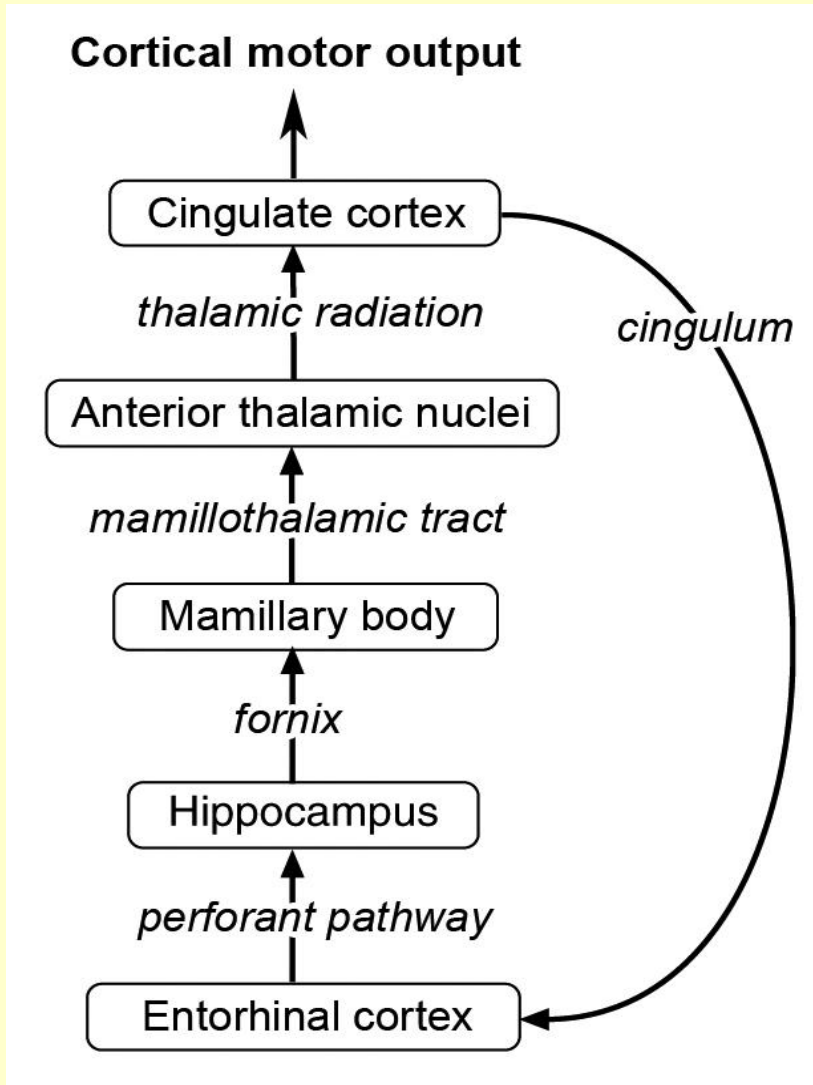 Cortical motor output
Cingulate cortex
thalamic radiation
cingulum
Anterior thalamic nuclei
mamillothalamic tract
Mamillary body
fornix
Hippocampus
perforant pathway
Entorhinal cortex